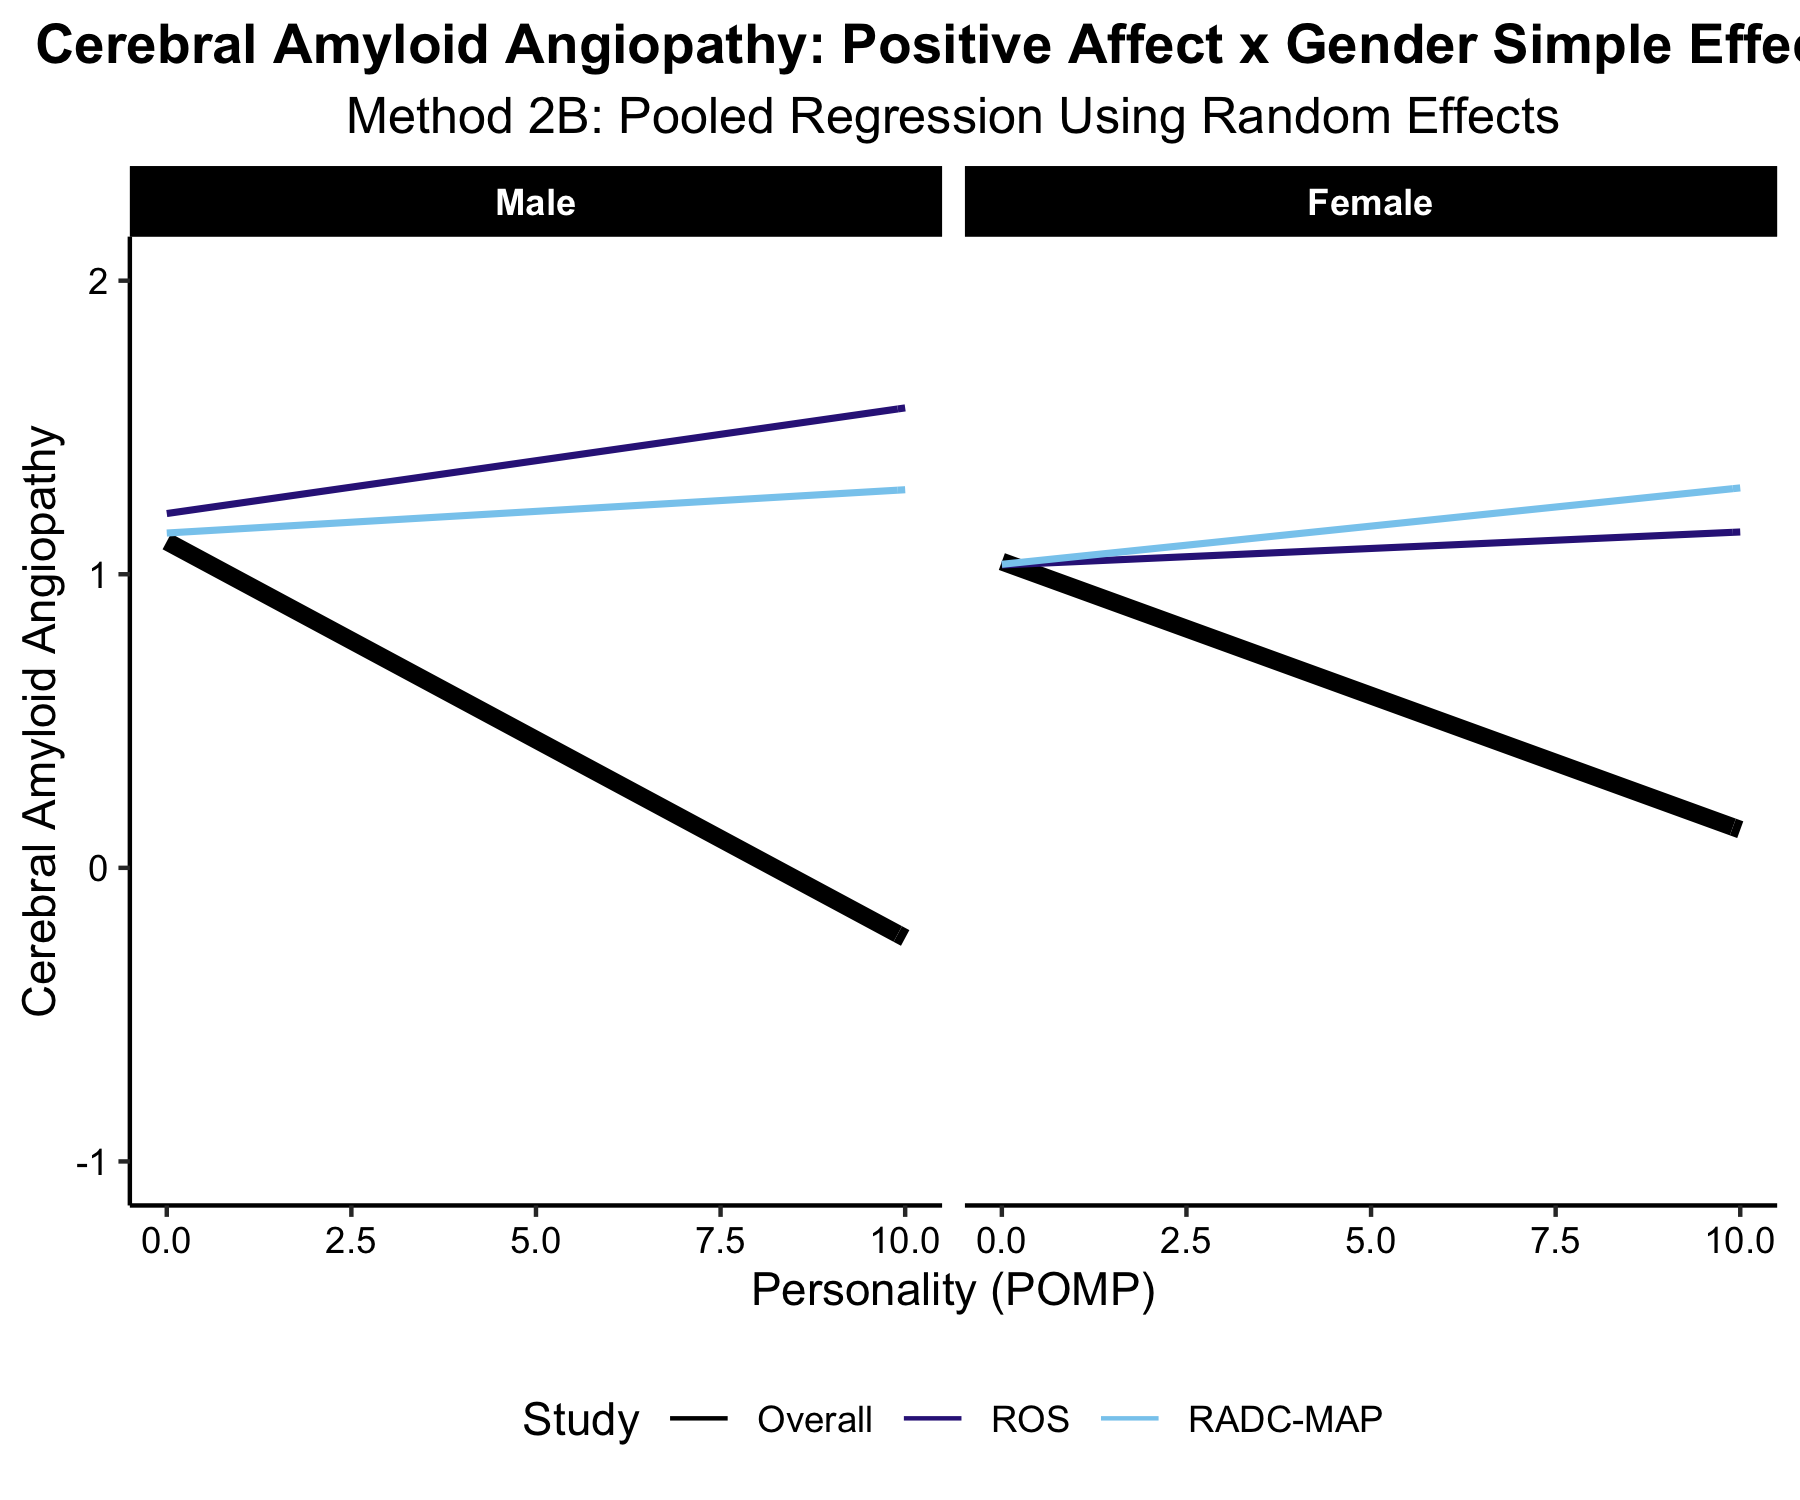 Cerebral Amyloid Angiopathy: Positive Affect x Gender Simple Effec
Method 2B: Pooled Regression Using Random Effects
Male
Female
Cerebral Amyloid Angiopathy
2
1
0
-1
0.0 2.5 5.0 7.5 10.0 0.0 2.5 5.0 7.5 10.0
Personality (POMP)
Study Overall ROS RADC-MAP